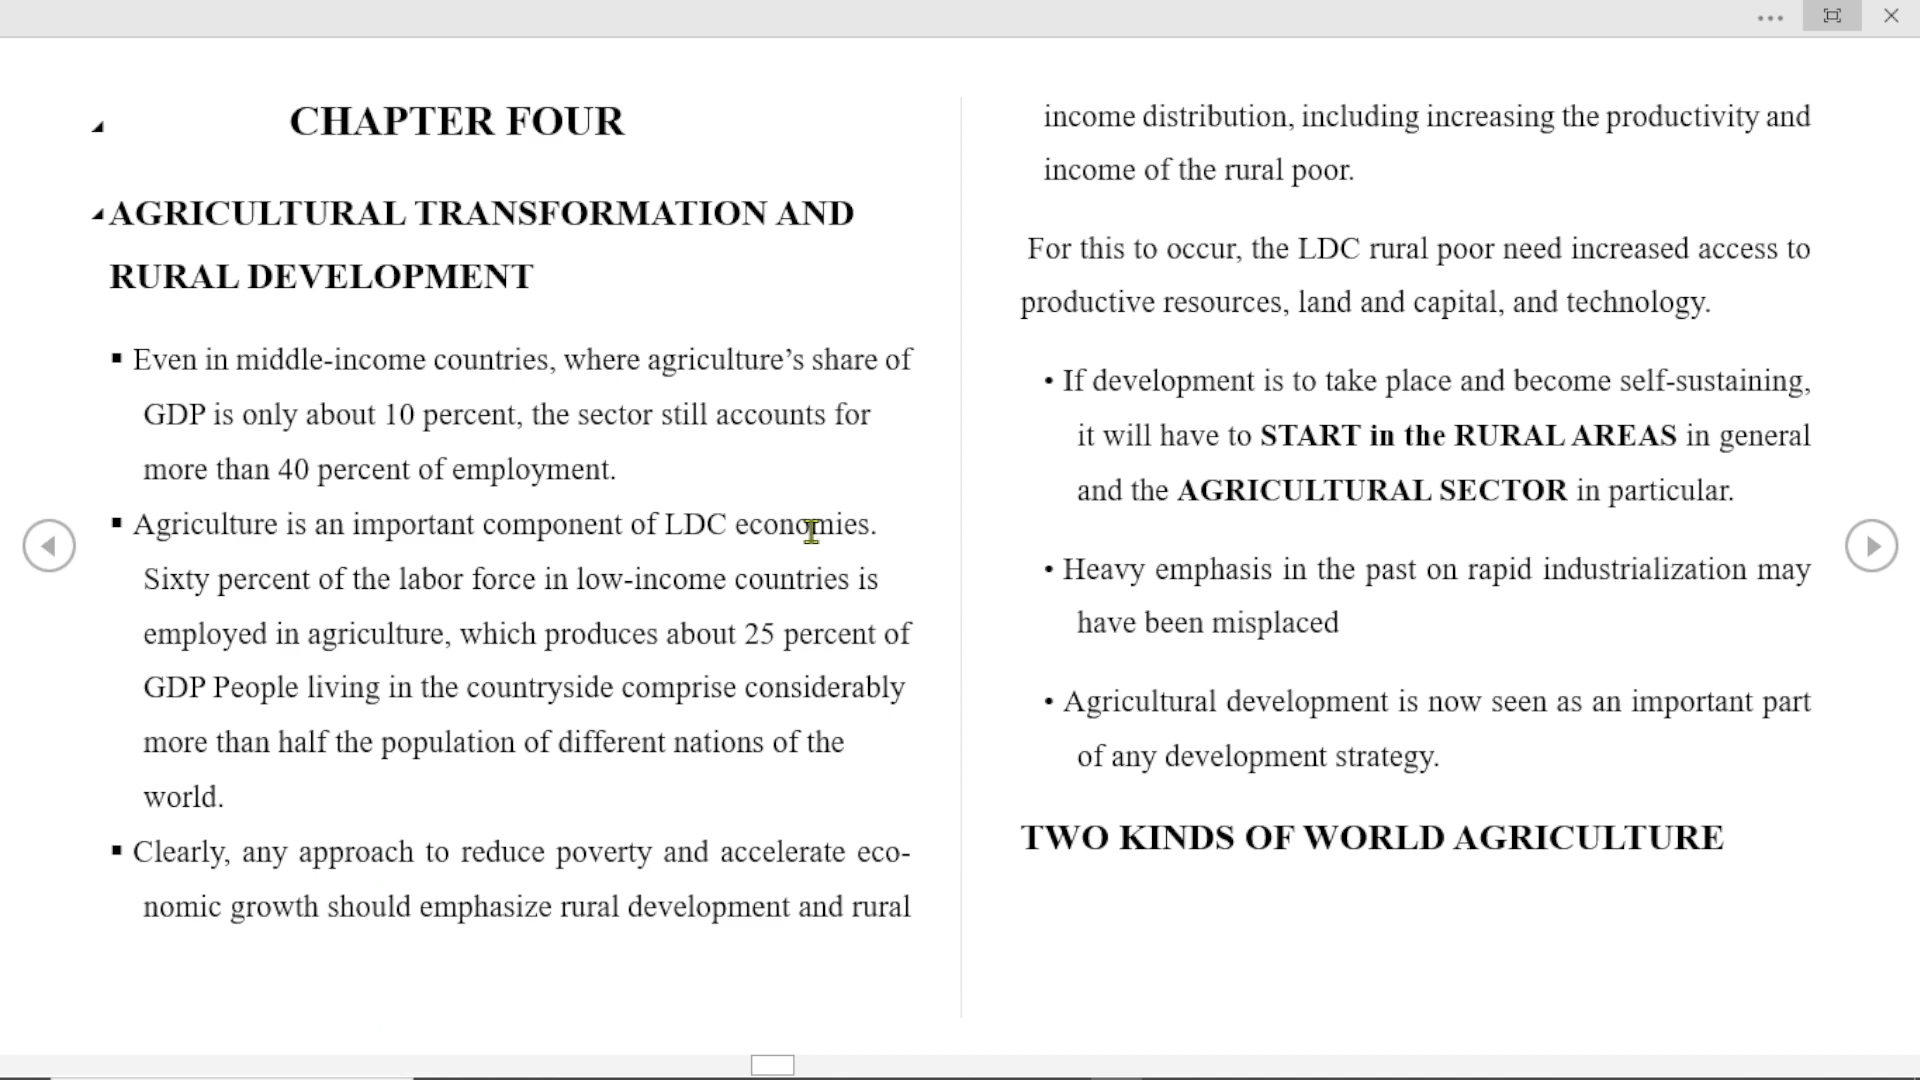 CHAPTER FOUR
AGRICULTURAL TRANSFORMATION AND
RURAL DEVELOPMENT
▪ Even in middle-income countries, where agriculture’s share of
GDP is only about 10 percent, the sector still accounts for
more than 40 percent of employment.
▪ Agriculture is an important component of LDC economies.
Sixty percent of the labor force in low-income countries is
employed in agriculture, which produces about 25 percent of
GDP People living in the countryside comprise considerably
more than half the population of different nations of the
world.
▪ Clearly, any approach to reduce poverty and accelerate eco-
nomic growth should emphasize rural development and rural
income distribution, including increasing the productivity and
income of the rural poor.
For this to occur, the LDC rural poor need increased access to
productive resources, land and capital, and technology.
• If development is to take place and become self-sustaining,
it will have to START in the RURAL AREAS in general
and the AGRICULTURAL SECTOR in particular.
• Heavy emphasis in the past on rapid industrialization may
have been misplaced
• Agricultural development is now seen as an important part
of any development strategy.
TWO KINDS OF WORLD AGRICULTURE